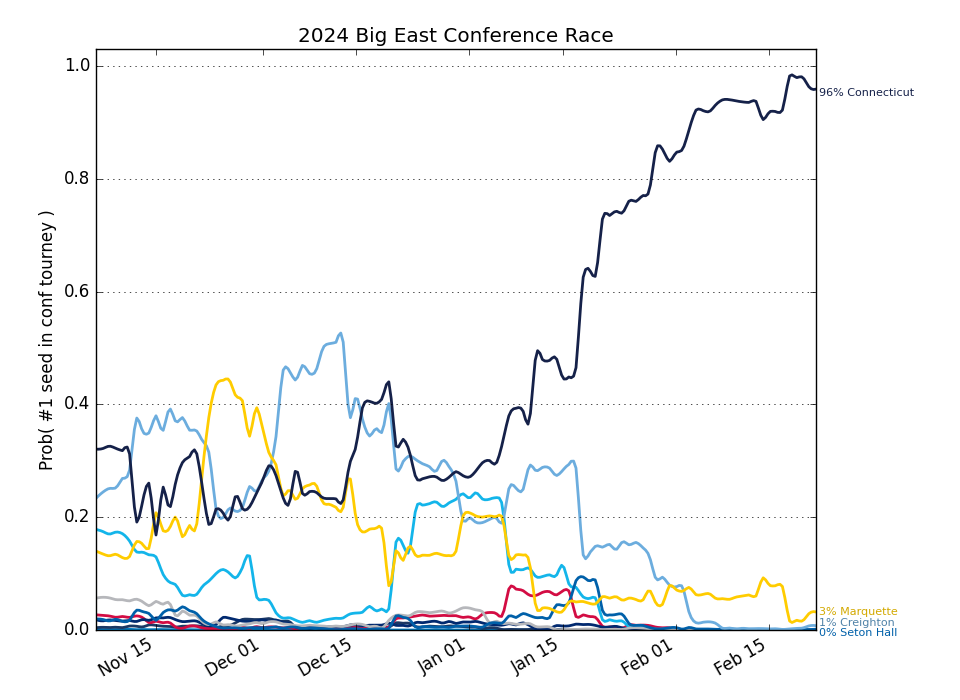 2024 Big East Conference Race
Prob( #1 seed in conf tourney )
1.0
0.8
0.6
0.4
0.2
0.0
96% Connecticut
3% Marquette
1% Creighton
0% Seton Hall
Nov 15
Dec 01
Dec 15
Jan 01
Jan 15
Feb 01
Feb 15